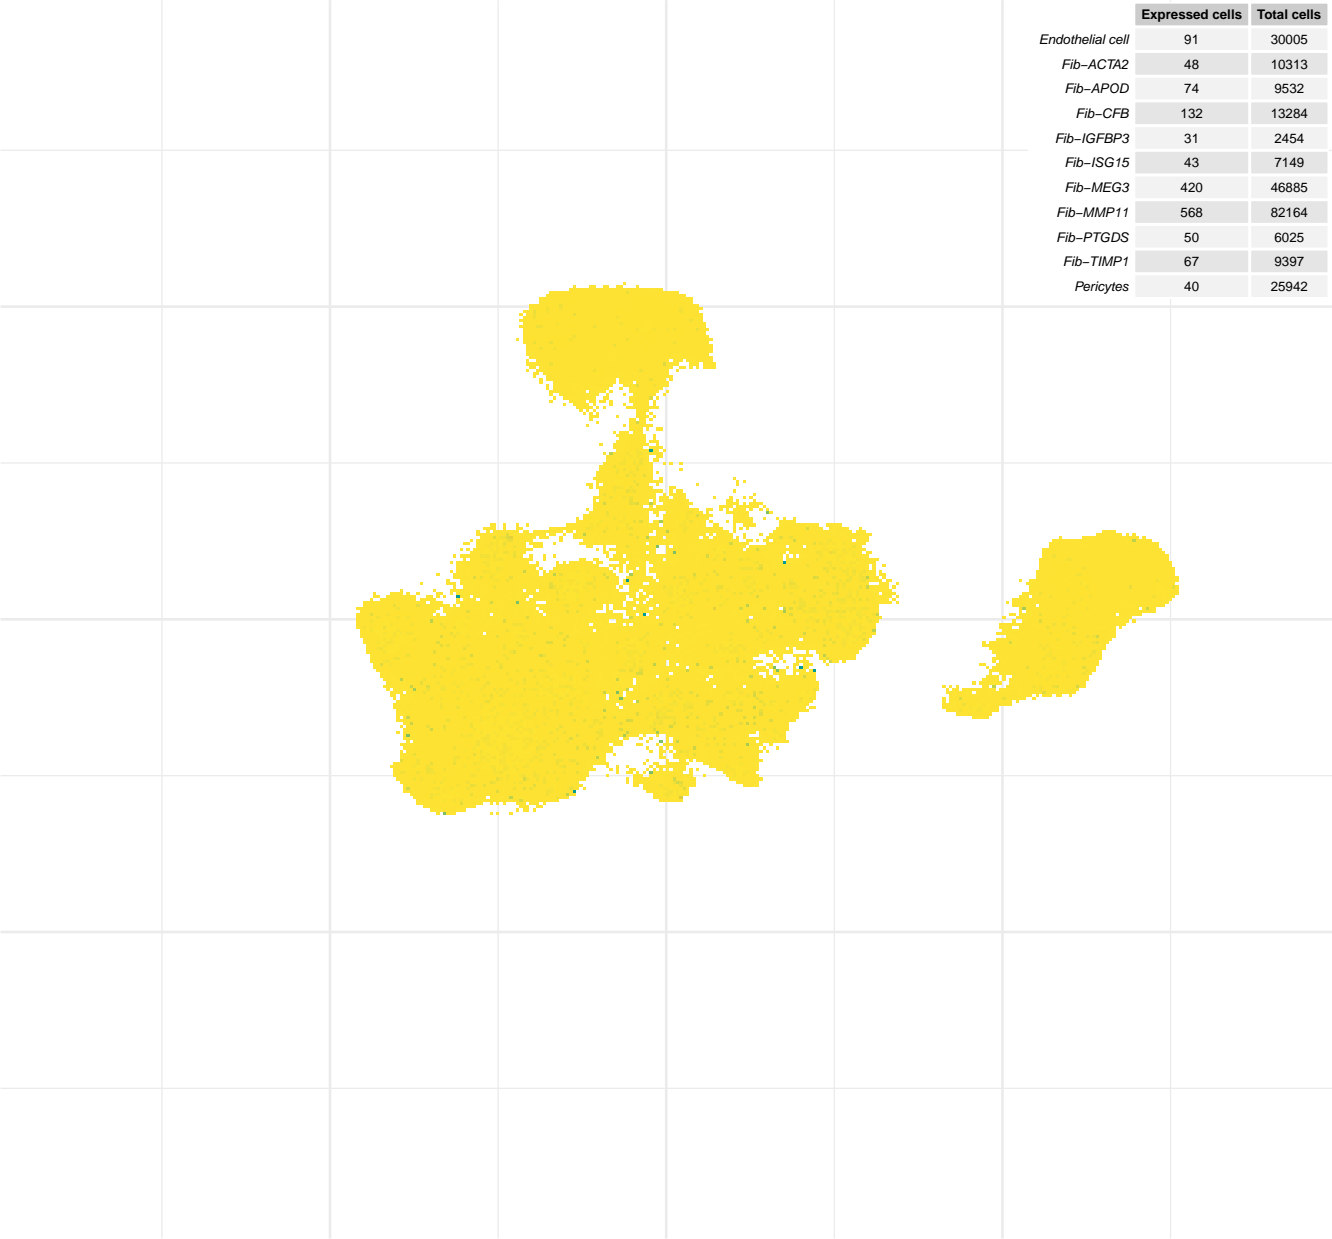 Expressed cells Total cells
Endothelial cell 91 30005
Fib−ACTA2 48 10313
Fib−APOD 74 9532
Fib−CFB 132 13284
Fib−IGFBP3 31 2454
Fib−ISG15 43 7149
Fib−MEG3 420 46885
Fib−MMP11 568 82164
Fib−PTGDS 50 6025
Fib−TIMP1 67 9397
Pericytes 40 25942